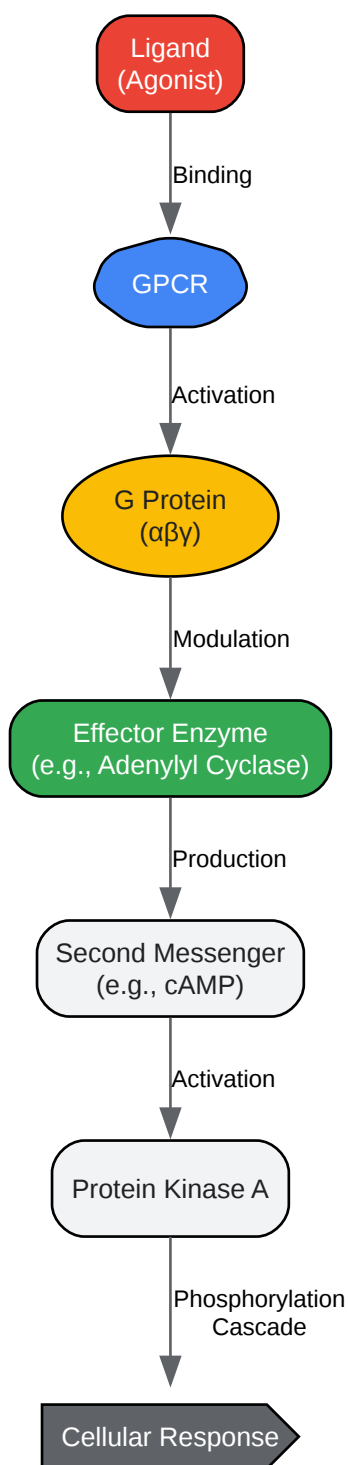 Ligand
(Agonist)
Binding
GPCR
Activation
G Protein
(αβγ)
Modulation
Effector Enzyme
(e.g., Adenylyl Cyclase)
Production
Second Messenger
(e.g., cAMP)
Activation
Protein Kinase A
Phosphorylation
Cascade
Cellular Response